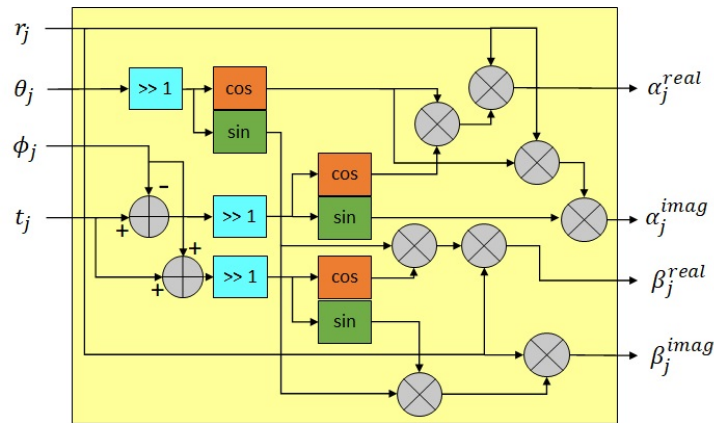 r_j
θ_j
>> 1
cos
α_j^{real}
sin
ϕ_j
−
cos
t_j
+
>> 1
sin
α_j^{imag}
+
+
>> 1
cos
β_j^{real}
sin
β_j^{imag}